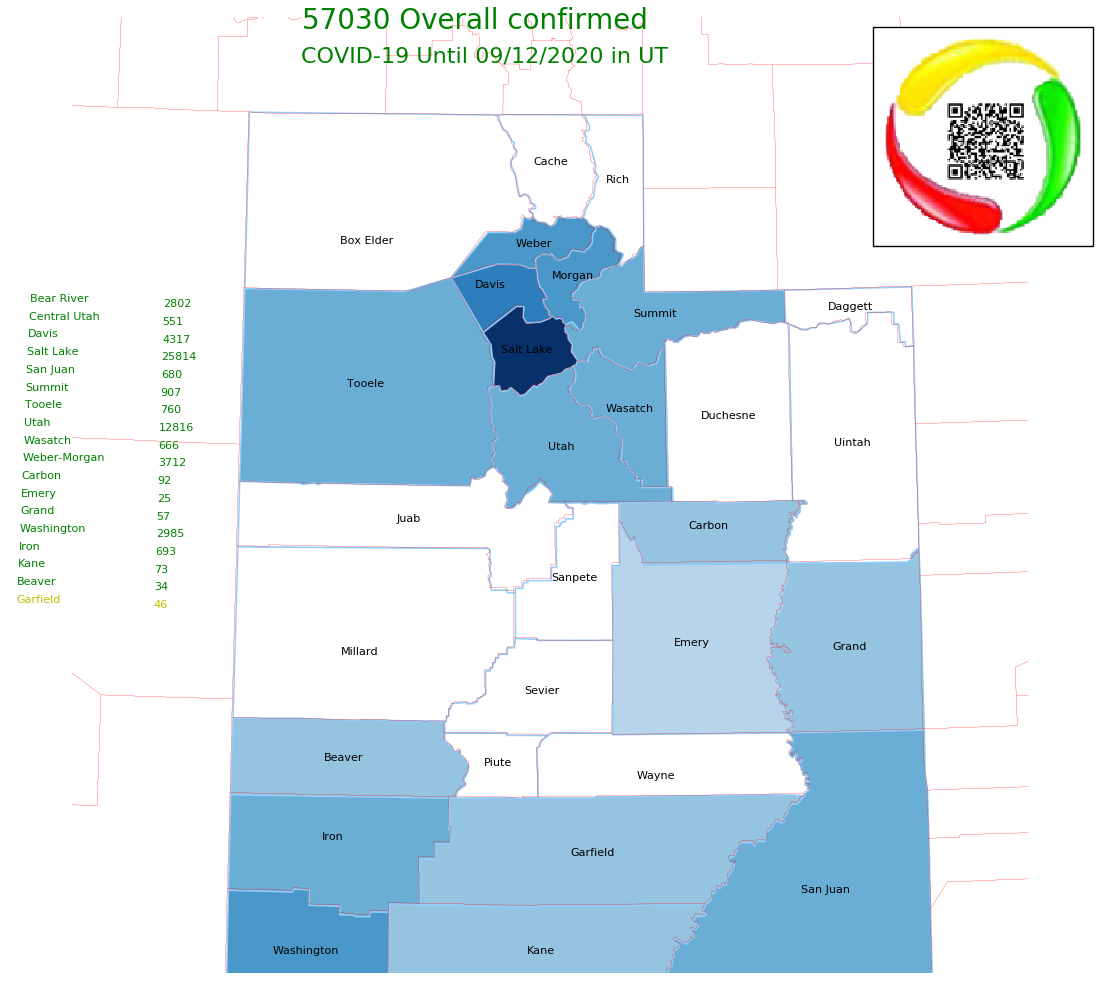 57030 Overall confirmed
COVID-19 Until 09/12/2020 in UT
Cache
Rich
Box Elder
Weber
Morgan
Davis
Summit
Daggett
Salt Lake
Tooele
Wasatch
Duchesne
Uintah
Utah
Juab
Carbon
Sanpete
Emery
Grand
Millard
Sevier
Beaver
Piute
Wayne
Iron
Garfield
San Juan
Washington
Kane
Bear River 2802
Central Utah 551
Davis 4317
Salt Lake 25814
San Juan 680
Summit 907
Tooele 760
Utah 12816
Wasatch 666
Weber-Morgan 3712
Carbon 92
Emery 25
Grand 57
Washington 2985
Iron 693
Kane 73
Beaver 34
Garfield 46